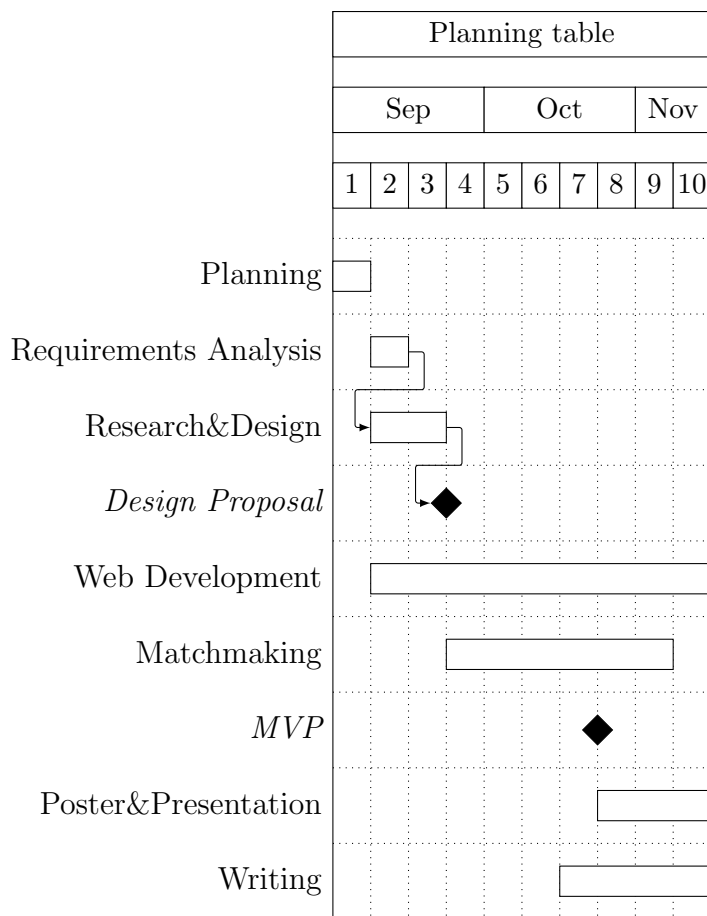 Planning table
Sep Oct Nov
1 2 3 4 5 6 7 8 9 10
Planning
Requirements Analysis
Research&Design
Design Proposal
Web Development
Matchmaking
MVP
Poster&Presentation
Writing